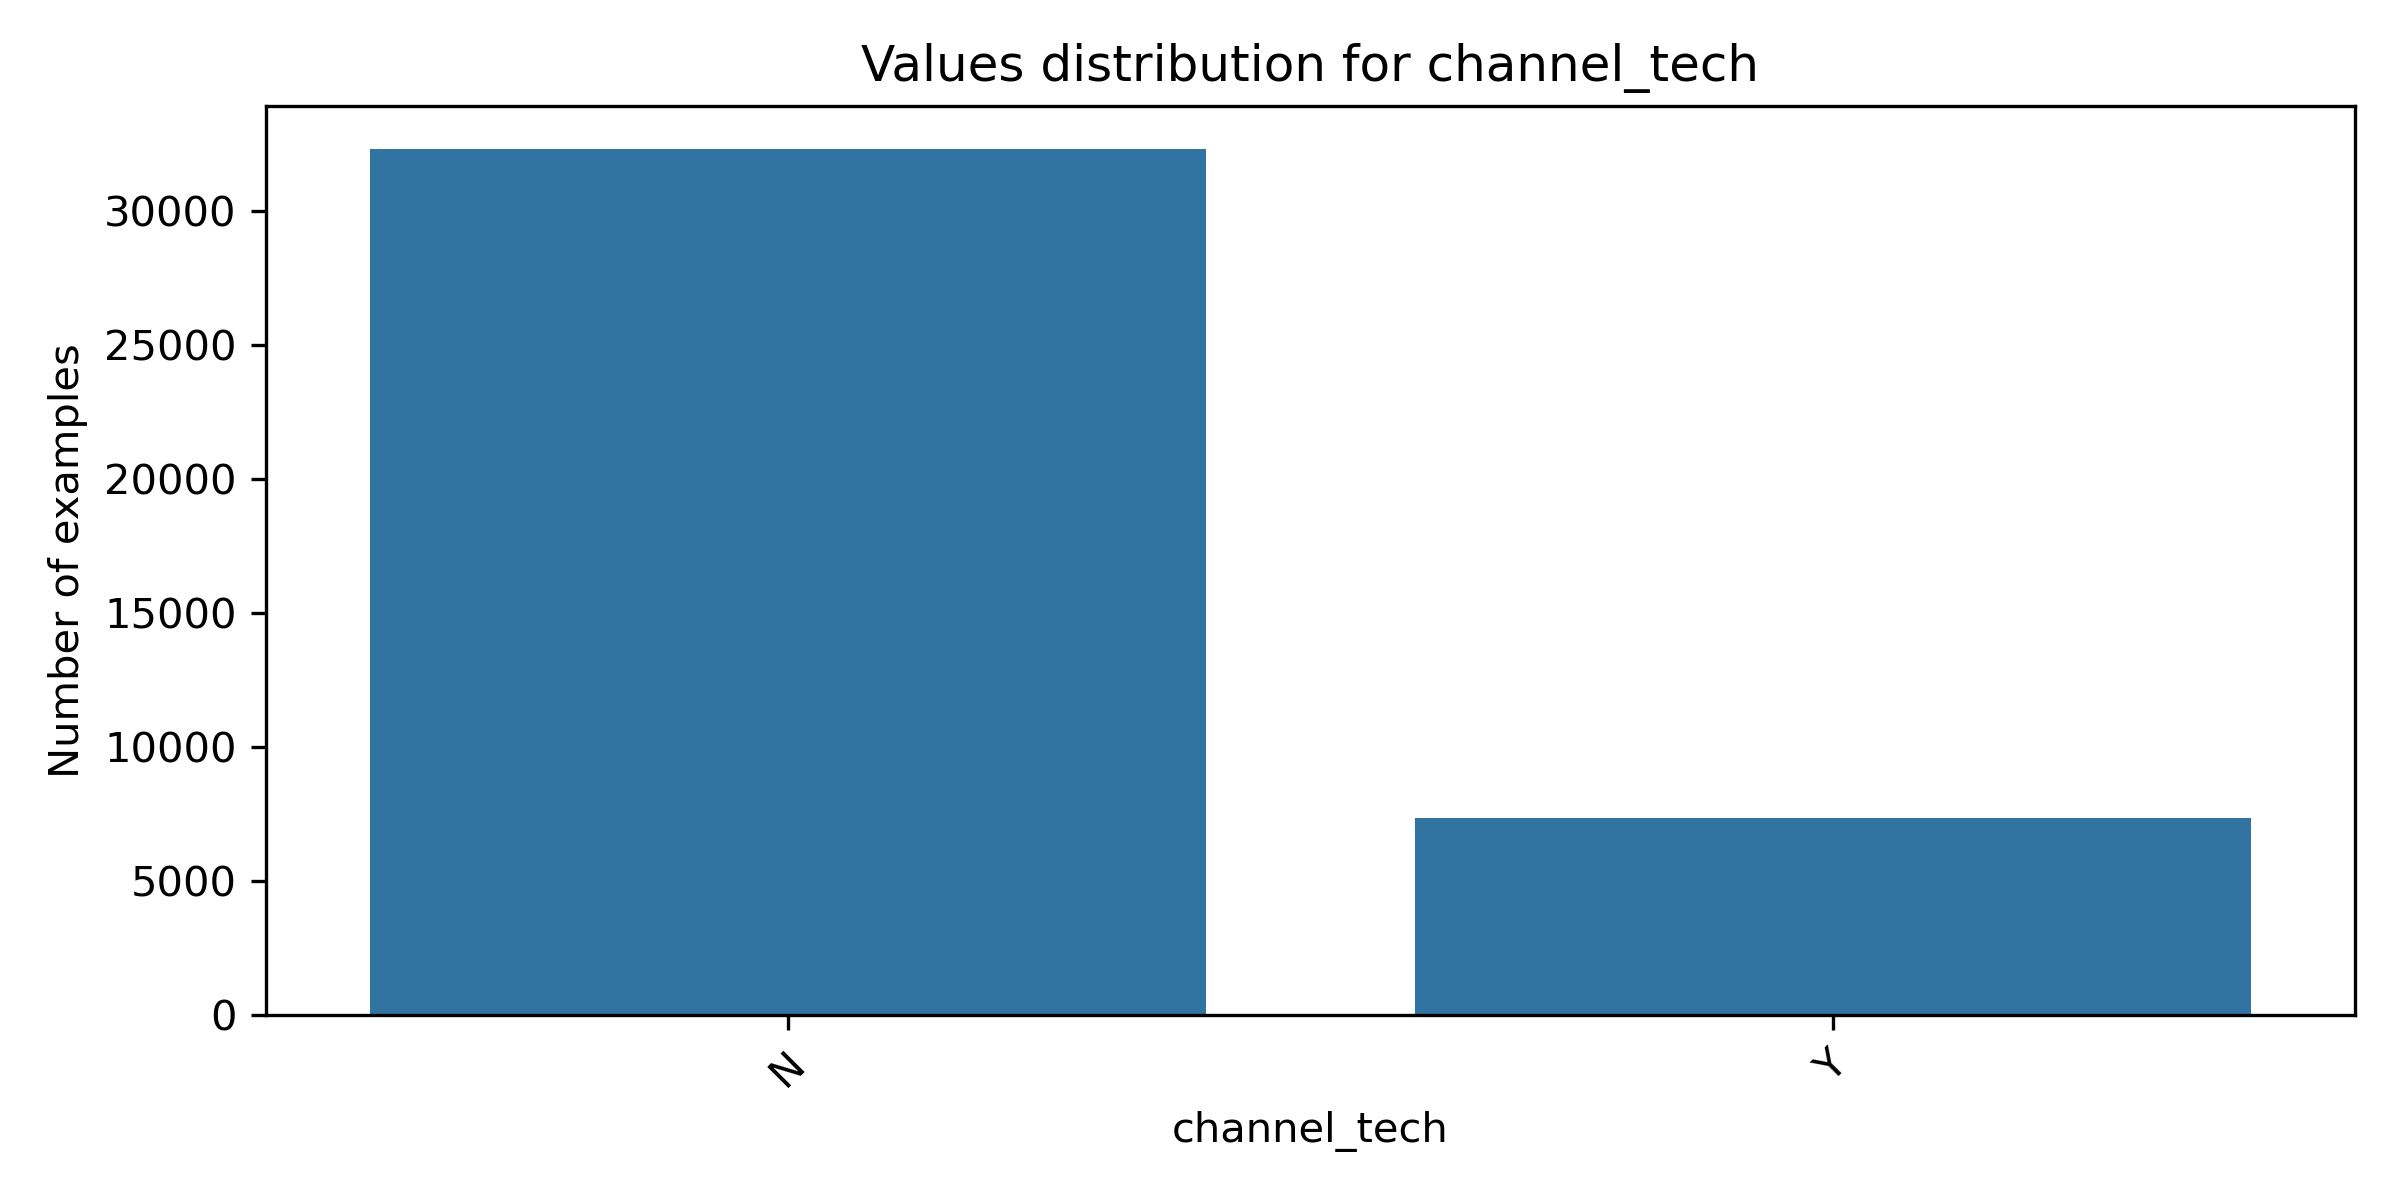 Values distribution for channel_tech
Number of examples
30000
25000
20000
15000
10000
5000
0
N
Y
channel_tech